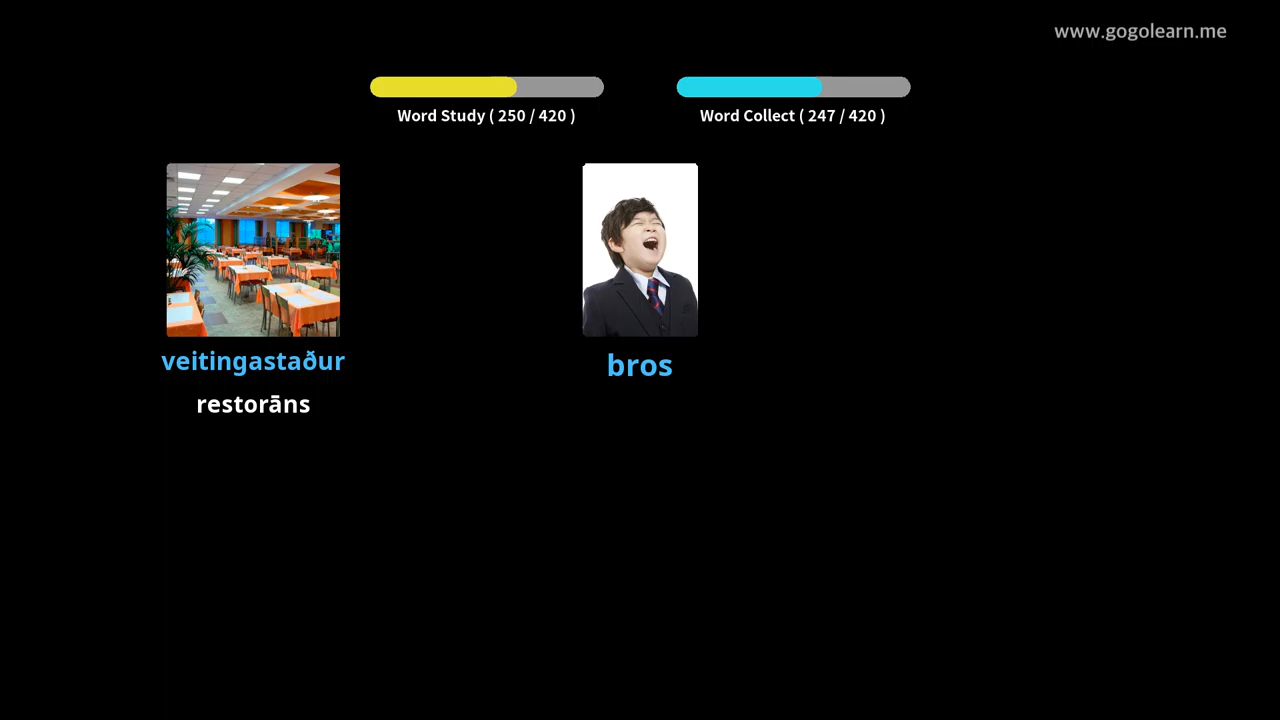 www.gogolearn.me
Word Study ( 250 / 420 )
Word Collect ( 247 / 420 )
veitingastaður
restorāns
bros